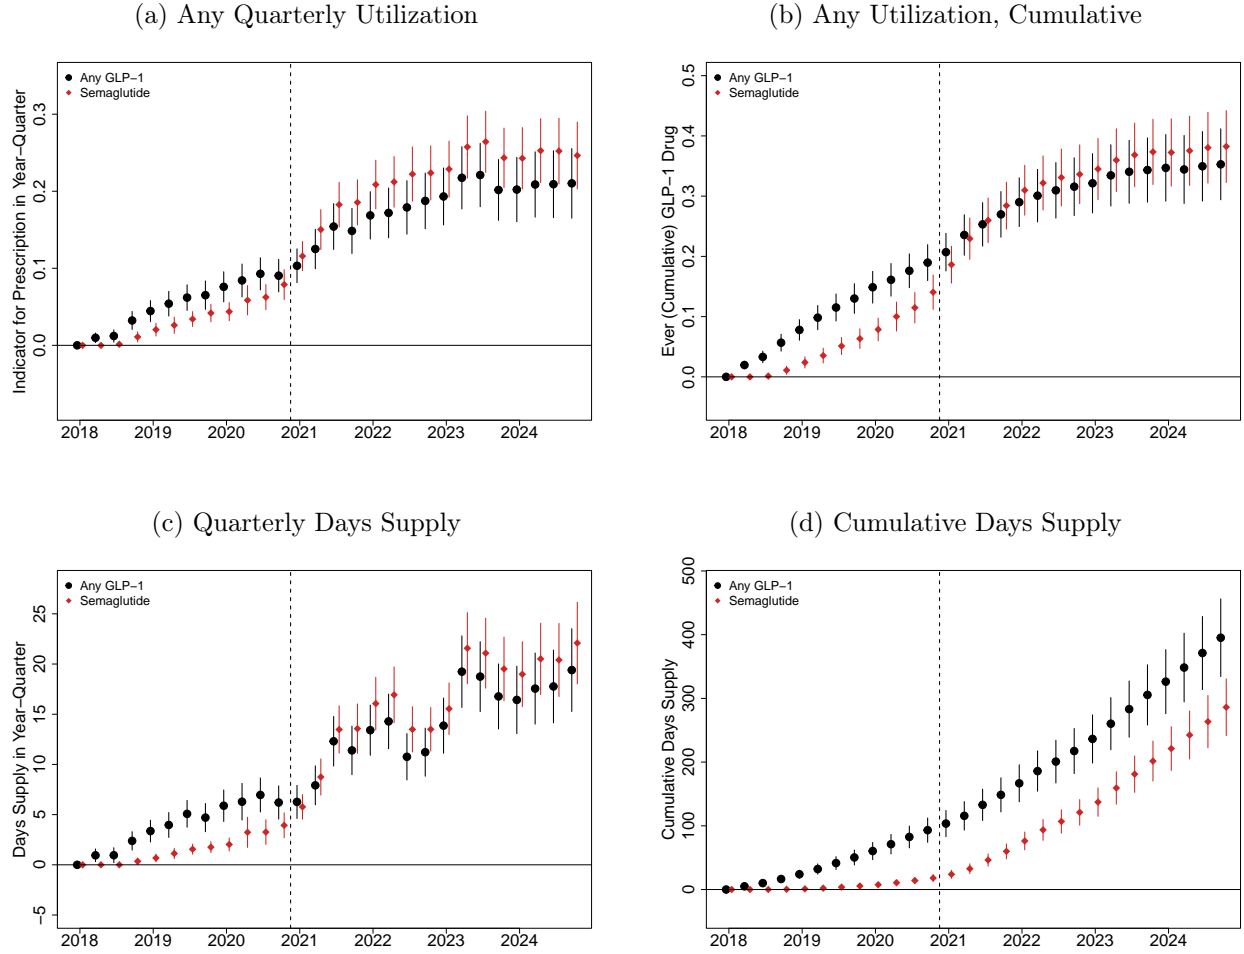 (a) Any Quarterly Utilization
Indicator for Prescription in Year−Quarter
0.3
0.2
0.1
0.0
Any GLP−1
Semaglutide
2018 2019 2020 2021 2022 2023 2024
(b) Any Utilization, Cumulative
Ever (Cumulative) GLP−1 Drug
0.5
0.4
0.3
0.2
0.1
0.0
Any GLP−1
Semaglutide
2018 2019 2020 2021 2022 2023 2024
(c) Quarterly Days Supply
Days Supply in Year−Quarter
25
20
15
10
5
0
−5
Any GLP−1
Semaglutide
2018 2019 2020 2021 2022 2023 2024
(d) Cumulative Days Supply
Cumulative Days Supply
500
400
300
200
100
0
Any GLP−1
Semaglutide
2018 2019 2020 2021 2022 2023 2024